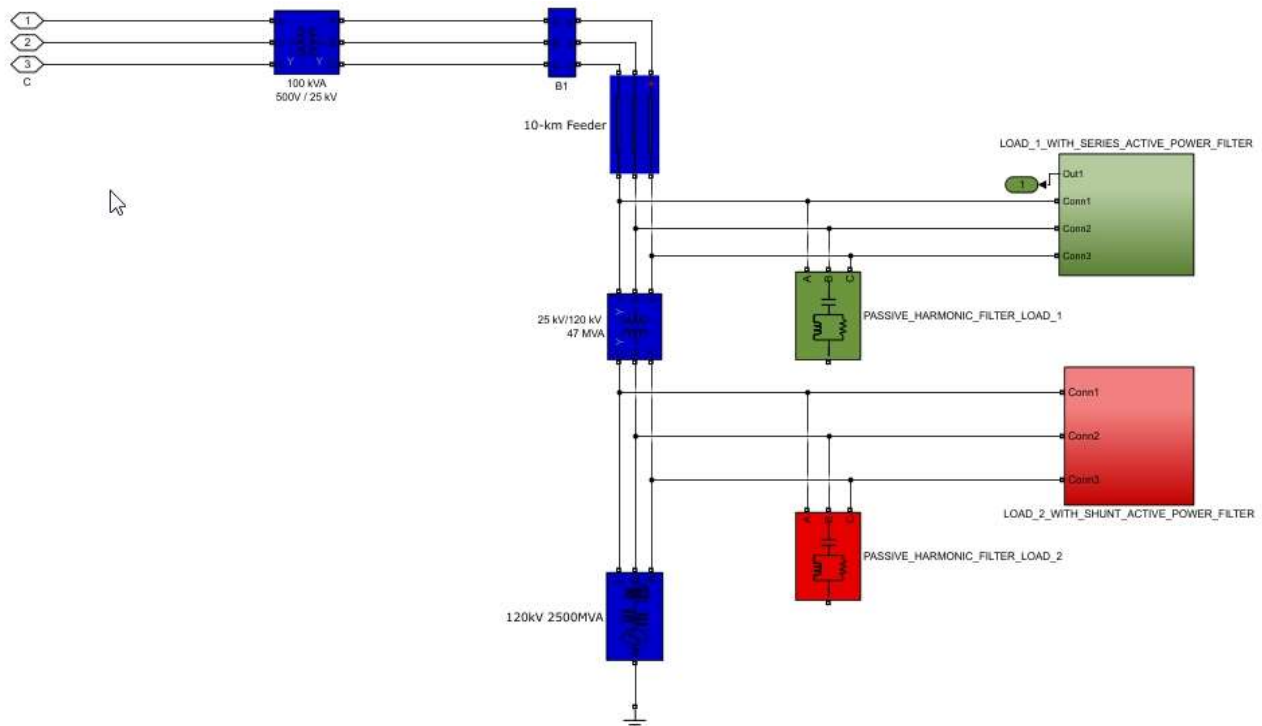 1
2
3
C
Y Y
100 kVA
500V / 25 kV
B1
10-km Feeder
LOAD_1_WITH_SERIES_ACTIVE_POWER_FILTER
1
Out1
Conn1
Conn2
Conn3
A B C
PASSIVE_HARMONIC_FILTER_LOAD_1
25 kV/120 kV
47 MVA
Y
Y
Conn1
Conn2
Conn3
LOAD_2_WITH_SHUNT_ACTIVE_POWER_FILTER
A B C
PASSIVE_HARMONIC_FILTER_LOAD_2
120kV 2500MVA